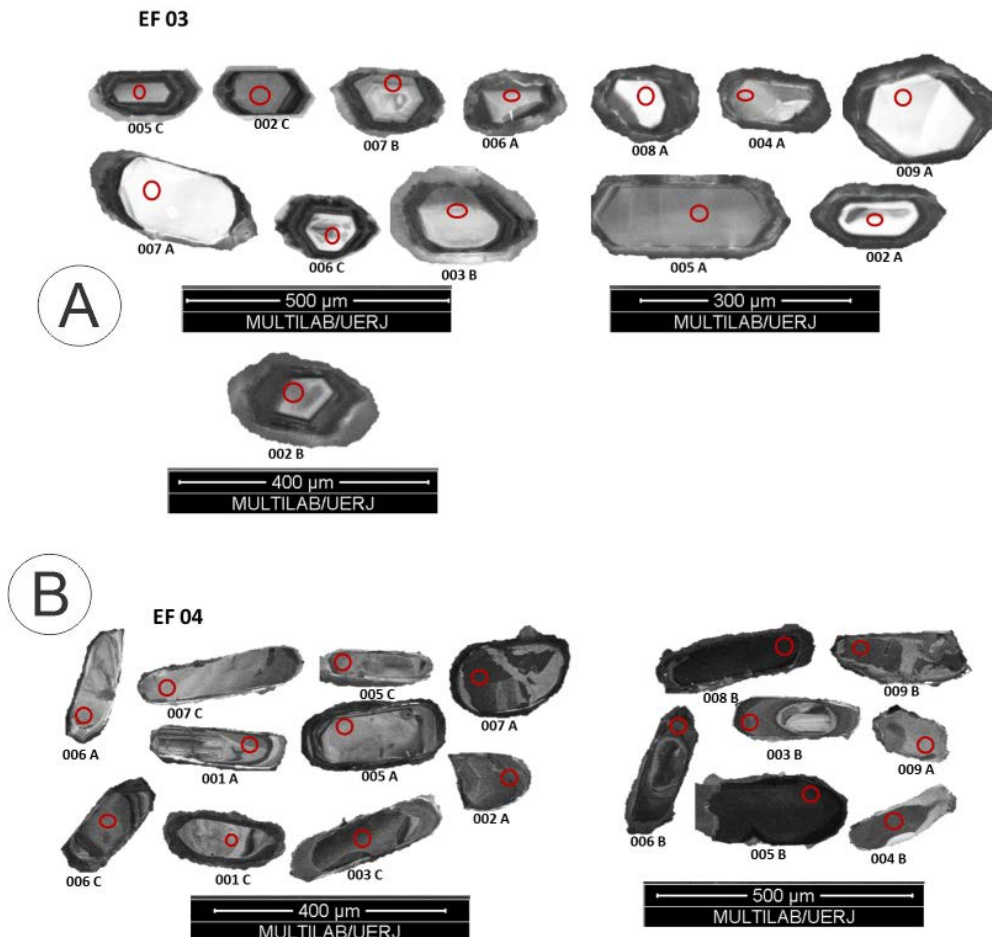 EF 03
005 C
002 C
007 B
006 A
008 A
004 A
009 A
007 A
006 C
003 B
005 A
002 A
A
500 µm
MULTILAB/UERJ
300 µm
MULTILAB/UERJ
002 B
400 µm
MULTILAB/UERJ
B
EF 04
006 A
007 C
005 C
007 A
001 A
005 A
002 A
006 C
001 C
003 C
008 B
009 B
003 B
009 A
006 B
005 B
004 B
400 µm
MULTILAB/UERJ
500 µm
MULTILAB/UERJ